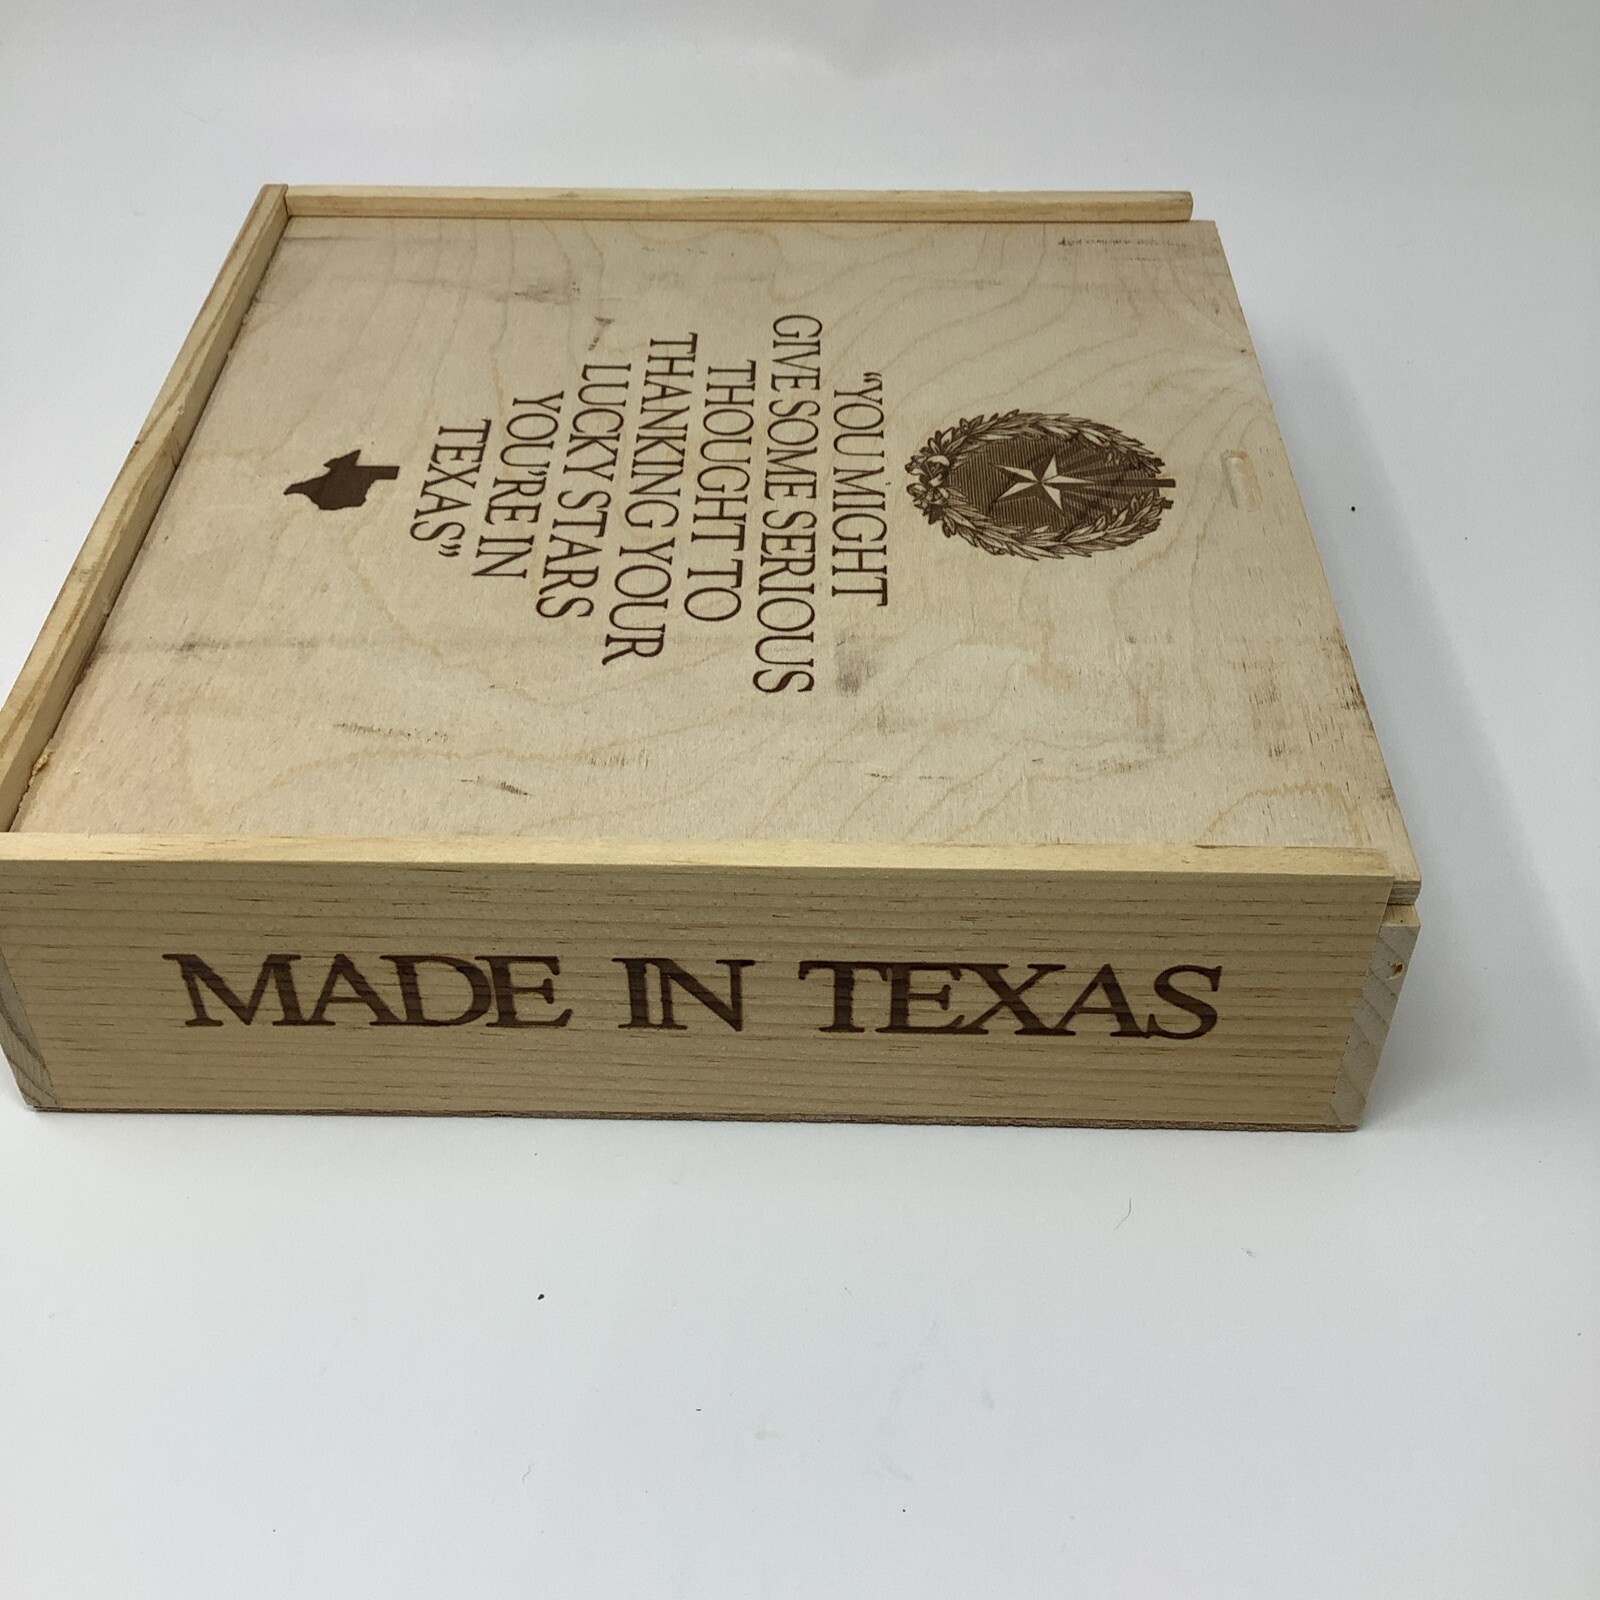 “YOU MIGHT
GIVE SOME SERIOUS
THOUGHT TO
THANKING YOUR
LUCKY STARS
YOU'RE IN
TEXAS”
MADE IN TEXAS